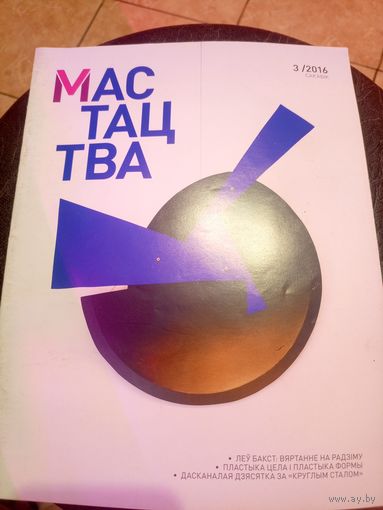 3 /2016
САКАВІК
МАС
ТАЦ
ТВА
• ЛЕЎ БАКСТ: ВЯРТАННЕ НА РАДЗІМУ
• ПЛАСТЫКА ЦЕЛА І ПЛАСТЫКА ФОРМЫ
• ДАСКАНАЛАЯ ДЗЯСЯТКА ЗА «КРУГЛЫМ СТАЛОМ»
www.ay.by